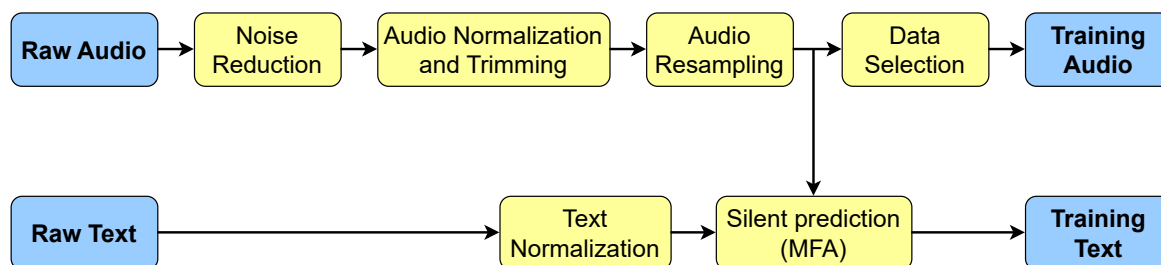 Raw Audio
Noise
Reduction
Audio Normalization
and Trimming
Audio
Resampling
Data
Selection
Training
Audio
Raw Text
Text
Normalization
Silent prediction
(MFA)
Training
Text